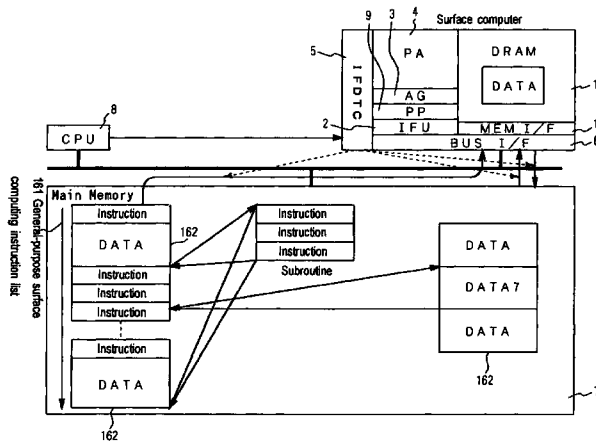 Surface computer
9
3
4
5
PA
DRAM
DATA
IFDTC
AG
PP
2
IFU
MEM I/F
BUS I/F
8
CPU
161 General-purpose surface
computing instruction list
Main Memory
Instruction
DATA
162
Instruction
Instruction
Instruction
Instruction
DATA
162
Instruction
Instruction
Instruction
Subroutine
DATA
DATA7
DATA
162